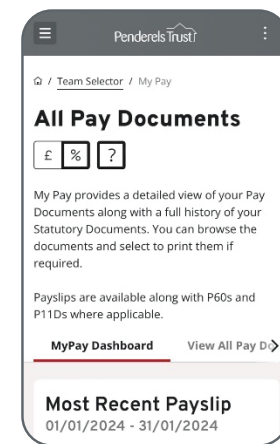 Penderels Trust
/ Team Selector / My Pay
All Pay Documents
£ % ?
My Pay provides a detailed view of your Pay
Documents along with a full history of your
Statutory Documents. You can browse the
documents and select to print them if
required.
Payslips are available along with P60s and
P11Ds where applicable.
MyPay Dashboard View All Pay
Most Recent Payslip
01/01/2024 - 31/01/2024